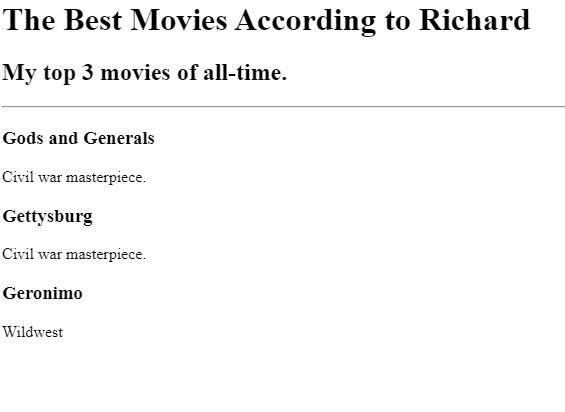 The Best Movies According to Richard
My top 3 movies of all-time.
Gods and Generals
Civil war masterpiece.
Gettysburg
Civil war masterpiece.
Geronimo
Wildwest